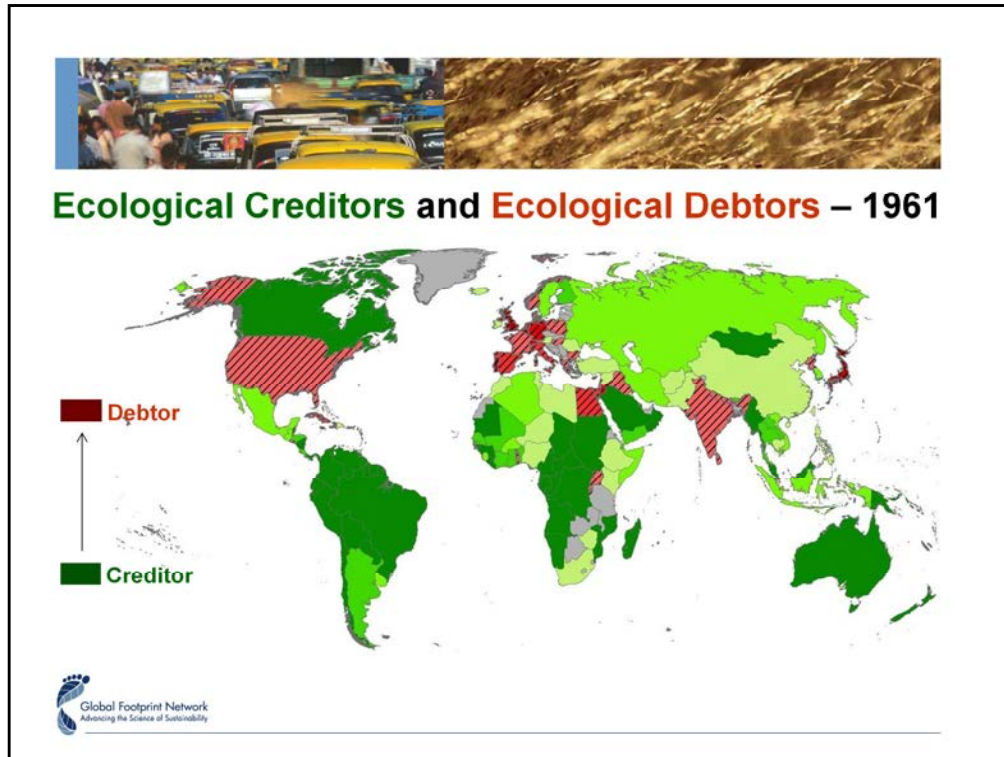 Ecological Creditors and Ecological Debtors – 1961
Debtor
Creditor
Global Footprint Network
Advancing the Science of Sustainability